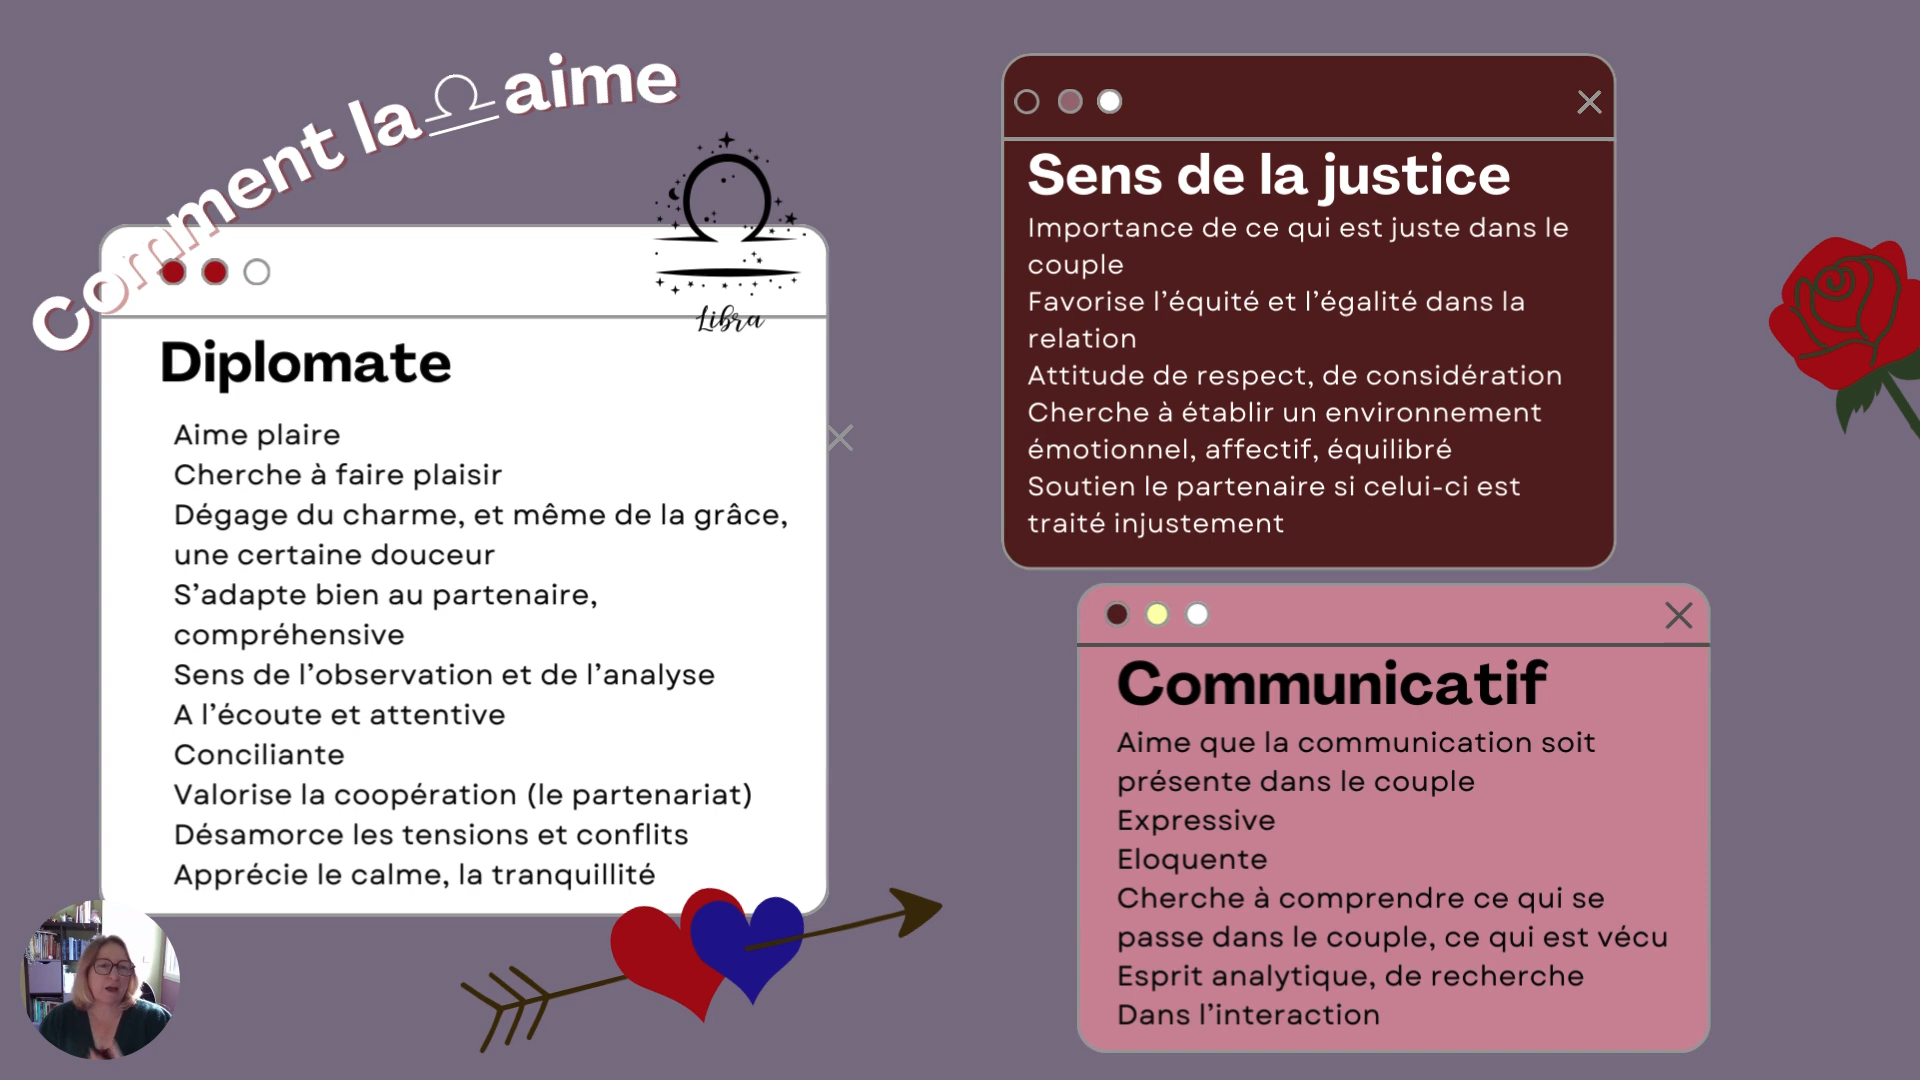 Comment la ♎ aime
Libra
Diplomate
Aime plaire
Cherche à faire plaisir
Dégage du charme, et même de la grâce,
une certaine douceur
S'adapte bien au partenaire,
compréhensive
Sens de l'observation et de l'analyse
A l'écoute et attentive
Conciliante
Valorise la coopération (le partenariat)
Désamorce les tensions et conflits
Apprécie le calme, la tranquillité
Sens de la justice
Importance de ce qui est juste dans le
couple
Favorise l'équité et l'égalité dans la
relation
Attitude de respect, de considération
Cherche à établir un environnement
émotionnel, affectif, équilibré
Soutien le partenaire si celui-ci est
traité injustement
Communicatif
Aime que la communication soit
présente dans le couple
Expressive
Eloquente
Cherche à comprendre ce qui se
passe dans le couple, ce qui est vécu
Esprit analytique, de recherche
Dans l'interaction